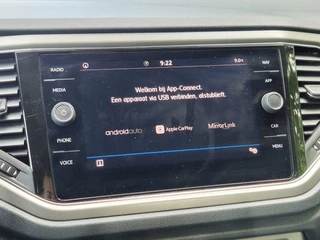 9:22
9.0
RADIO
NAV
MEDIA
Welkom bij App-Connect.
APP
Een apparaat via USB verbinden, alstublieft.
androidauto
Apple CarPlay
MirrorLink
PHONE
CAR
VOICE
MENU